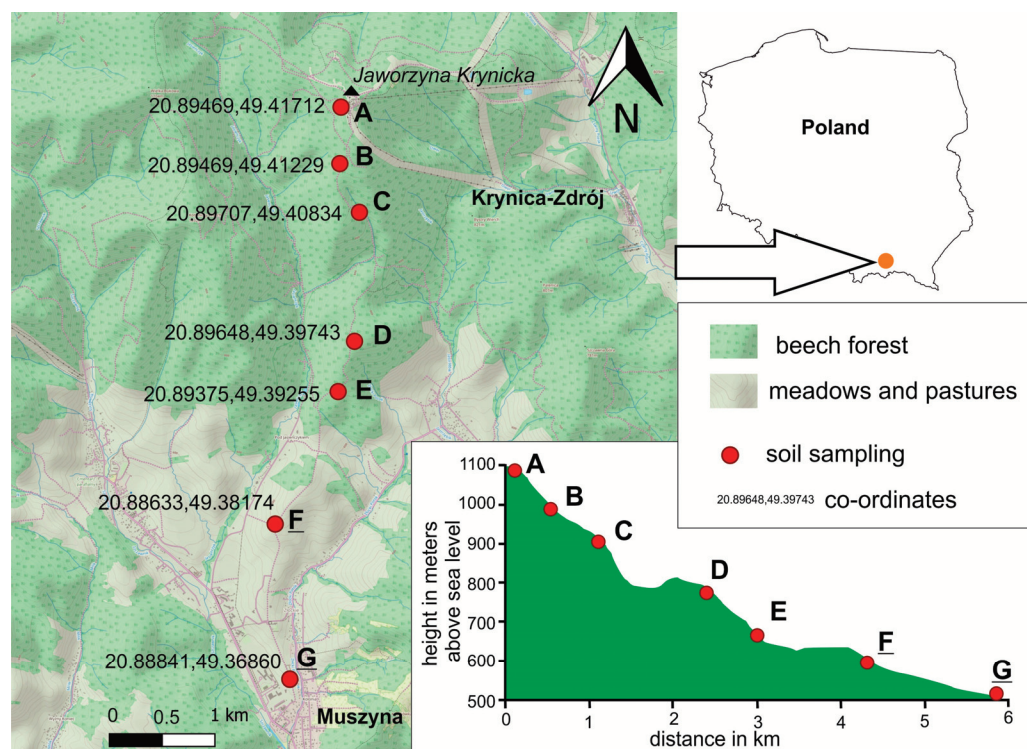 Jaworzyna Krynicka
20.89469,49.41712
A
20.89469,49.41229
B
20.89707,49.40834
C
Krynica-Zdrój
20.89648,49.39743
D
20.89375,49.39255
E
20.88633,49.38174
F
20.88841,49.36860
G
Muszyna
0 0.5 1 km
N
Poland
beech forest
meadows and pastures
soil sampling
20.89648,49.39743 co-ordinates
height in meters
above sea level
1100
1000
900
800
700
600
500
A
B
C
D
E
F
G
0 1 2 3 4 5 6
distance in km